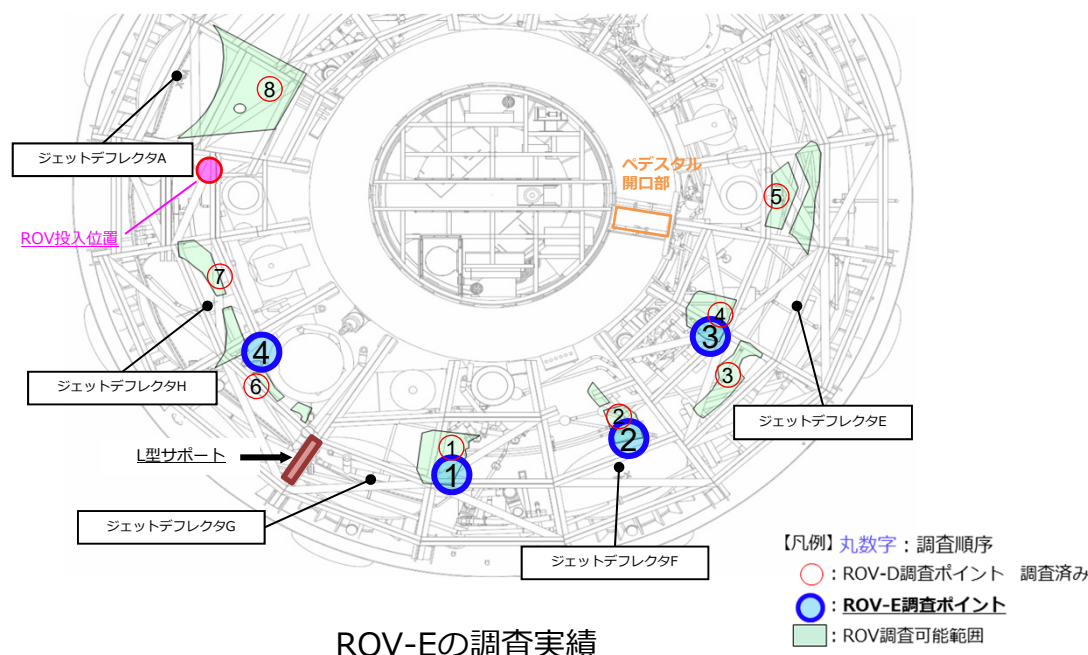 8
ジェットデフレクタA
ペデスタル
開口部
5
ROV投入位置
7
4
3
4
3
6
ジェットデフレクタH
ジェットデフレクタE
2
2
1
1
L型サポート
ジェットデフレクタG
ジェットデフレクタF
【凡例】丸数字：調査順序
：ROV-D調査ポイント 調査済み
：ROV-E調査ポイント
：ROV調査可能範囲
ROV-Eの調査実績